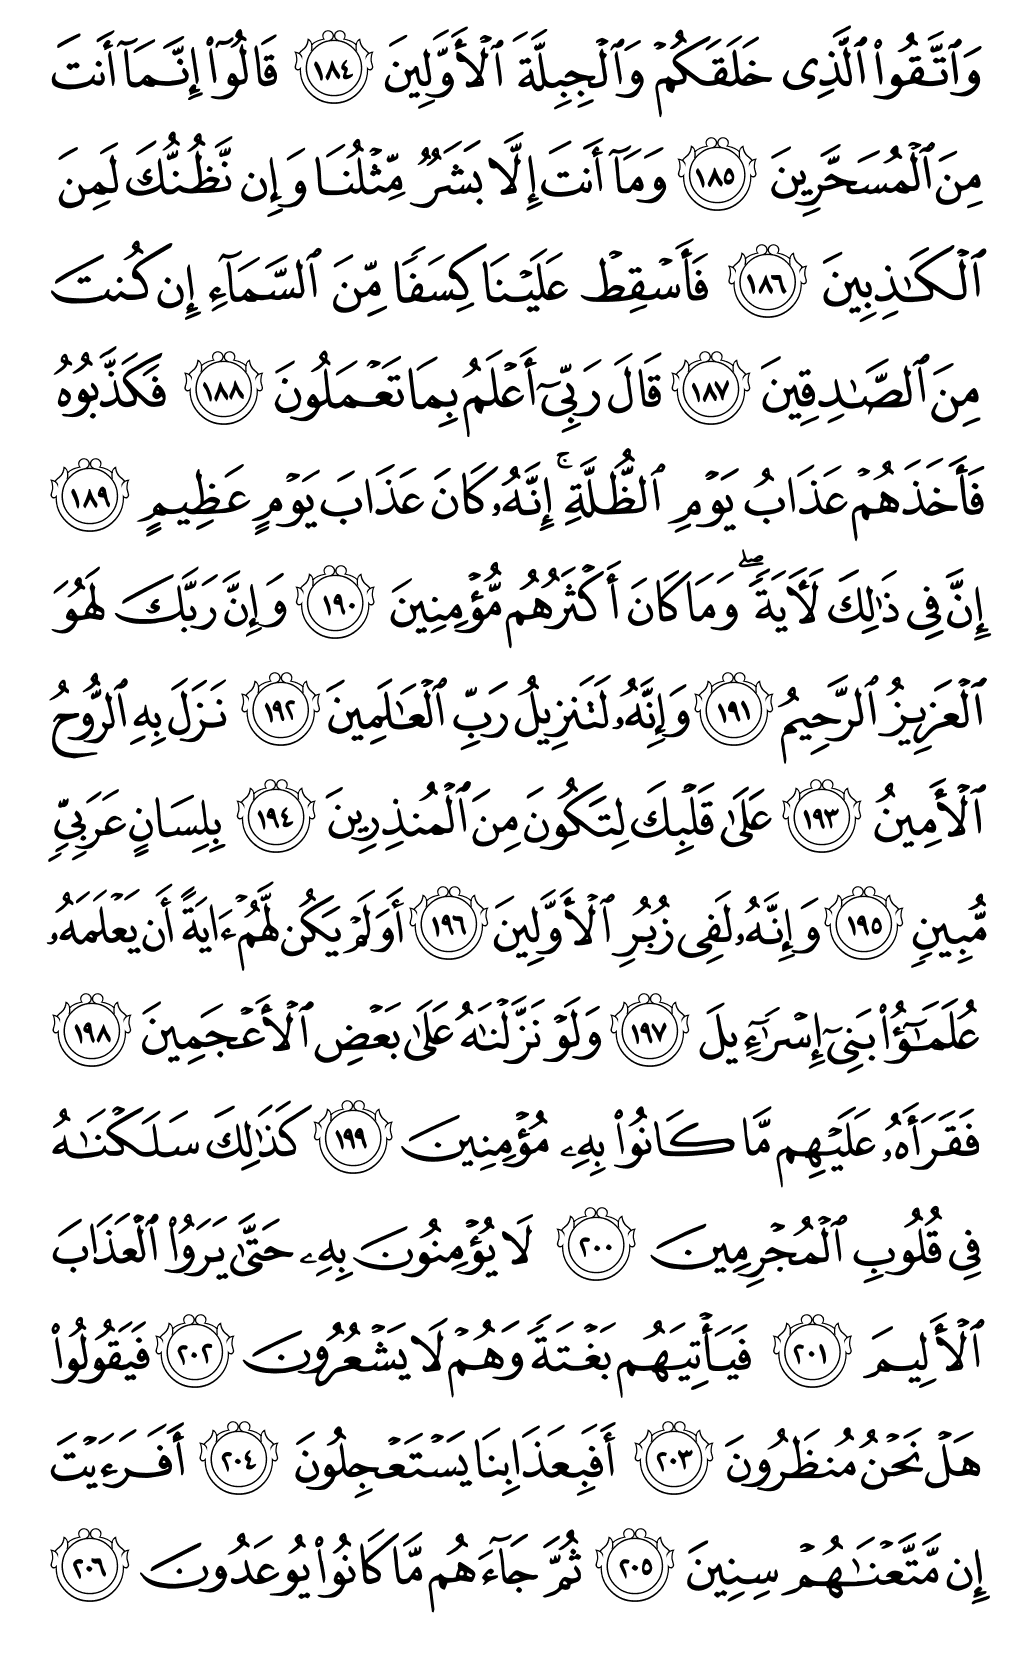 وَٱتَّقُوا۟ ٱلَّذِى خَلَقَكُمْ وَٱلْجِبِلَّةَ ٱلْأَوَّلِينَ ١٨٤ قَالُوٓا۟ إِنَّمَآ أَنتَ
مِنَ ٱلْمُسَحَّرِينَ ١٨٥ وَمَآ أَنتَ إِلَّا بَشَرٌ مِّثْلُنَا وَإِن نَّظُنُّكَ لَمِنَ
ٱلْكَـٰذِبِينَ ١٨٦ فَأَسْقِطْ عَلَيْنَا كِسَفًا مِّنَ ٱلسَّمَآءِ إِن كُنتَ
مِنَ ٱلصَّـٰدِقِينَ ١٨٧ قَالَ رَبِّىٓ أَعْلَمُ بِمَا تَعْمَلُونَ ١٨٨ فَكَذَّبُوهُ
فَأَخَذَهُمْ عَذَابُ يَوْمِ ٱلظُّلَّةِ ۚ إِنَّهُۥ كَانَ عَذَابَ يَوْمٍ عَظِيمٍ ١٨٩
إِنَّ فِى ذَٰلِكَ لَـَٔايَةً ۖ وَمَا كَانَ أَكْثَرُهُم مُّؤْمِنِينَ ١٩٠ وَإِنَّ رَبَّكَ لَهُوَ
ٱلْعَزِيزُ ٱلرَّحِيمُ ١٩١ وَإِنَّهُۥ لَتَنزِيلُ رَبِّ ٱلْعَـٰلَمِينَ ١٩٢ نَزَلَ بِهِ ٱلرُّوحُ
ٱلْأَمِينُ ١٩٣ عَلَىٰ قَلْبِكَ لِتَكُونَ مِنَ ٱلْمُنذِرِينَ ١٩٤ بِلِسَانٍ عَرَبِىٍّ
مُّبِينٍ ١٩٥ وَإِنَّهُۥ لَفِى زُبُرِ ٱلْأَوَّلِينَ ١٩٦ أَوَلَمْ يَكُن لَّهُمْ ءَايَةً أَن يَعْلَمَهُۥ
عُلَمَـٰٓؤُا۟ بَنِىٓ إِسْرَٰٓءِيلَ ١٩٧ وَلَوْ نَزَّلْنَـٰهُ عَلَىٰ بَعْضِ ٱلْأَعْجَمِينَ ١٩٨
فَقَرَأَهُۥ عَلَيْهِم مَّا كَانُوا۟ بِهِۦ مُؤْمِنِينَ ١٩٩ كَذَٰلِكَ سَلَكْنَـٰهُ
فِى قُلُوبِ ٱلْمُجْرِمِينَ ٢٠٠ لَا يُؤْمِنُونَ بِهِۦ حَتَّىٰ يَرَوُا۟ ٱلْعَذَابَ
ٱلْأَلِيمَ ٢٠١ فَيَأْتِيَهُم بَغْتَةً وَهُمْ لَا يَشْعُرُونَ ٢٠٢ فَيَقُولُوا۟
هَلْ نَحْنُ مُنظَرُونَ ٢٠٣ أَفَبِعَذَابِنَا يَسْتَعْجِلُونَ ٢٠٤ أَفَرَءَيْتَ
إِن مَّتَّعْنَـٰهُمْ سِنِينَ ٢٠٥ ثُمَّ جَآءَهُم مَّا كَانُوا۟ يُوعَدُونَ ٢٠٦